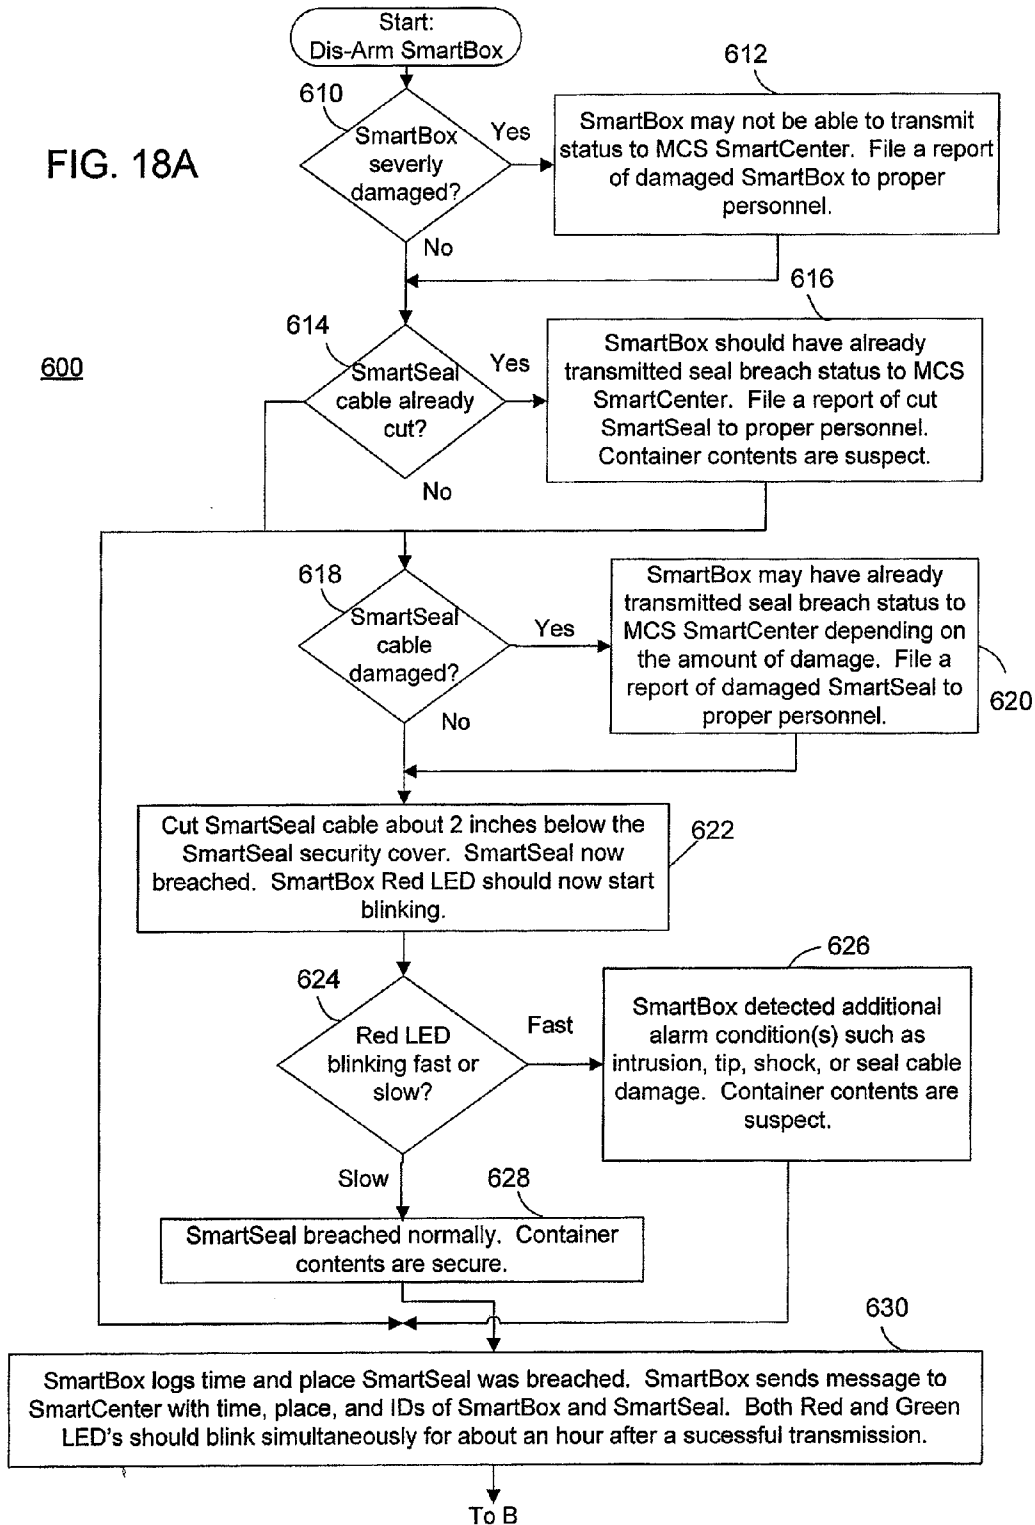 Start:
Dis-Arm SmartBox
FIG. 18A
600
610
SmartBox
severly
damaged?
Yes
No
612
SmartBox may not be able to transmit
status to MCS SmartCenter. File a report
of damaged SmartBox to proper
personnel.
614
SmartSeal
cable already
cut?
Yes
No
616
SmartBox should have already
transmitted seal breach status to MCS
SmartCenter. File a report of cut
SmartSeal to proper personnel.
Container contents are suspect.
618
SmartSeal
cable
damaged?
Yes
No
SmartBox may have already
transmitted seal breach status to
MCS SmartCenter depending on
the amount of damage. File a
report of damaged SmartSeal to
proper personnel.
620
Cut SmartSeal cable about 2 inches below the
SmartSeal security cover. SmartSeal now
breached. SmartBox Red LED should now start
blinking.
622
624
Red LED
blinking fast or
slow?
Fast
Slow
626
SmartBox detected additional
alarm condition(s) such as
intrusion, tip, shock, or seal cable
damage. Container contents are
suspect.
628
SmartSeal breached normally. Container
contents are secure.
630
SmartBox logs time and place SmartSeal was breached. SmartBox sends message to
SmartCenter with time, place, and IDs of SmartBox and SmartSeal. Both Red and Green
LED's should blink simultaneously for about an hour after a sucessful transmission.
To B